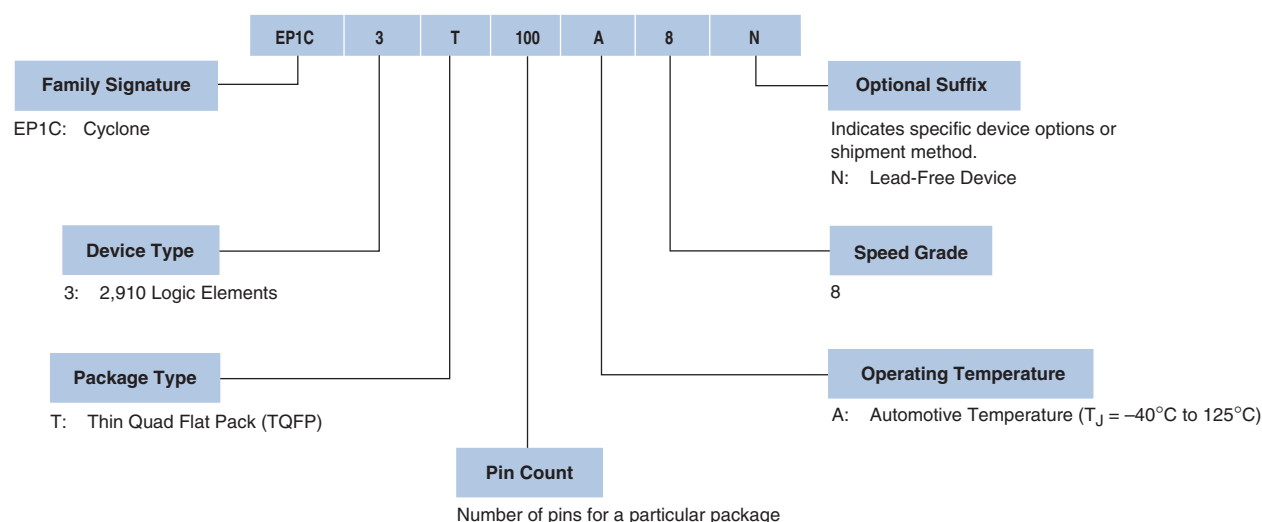 EP1C 3 T 100 A 8 N
Family Signature
EP1C: Cyclone
Optional Suffix
Indicates specific device options or
shipment method.
N: Lead-Free Device
Device Type
3: 2,910 Logic Elements
Speed Grade
8
Package Type
T: Thin Quad Flat Pack (TQFP)
Operating Temperature
A: Automotive Temperature (TJ = –40°C to 125°C)
Pin Count
Number of pins for a particular package